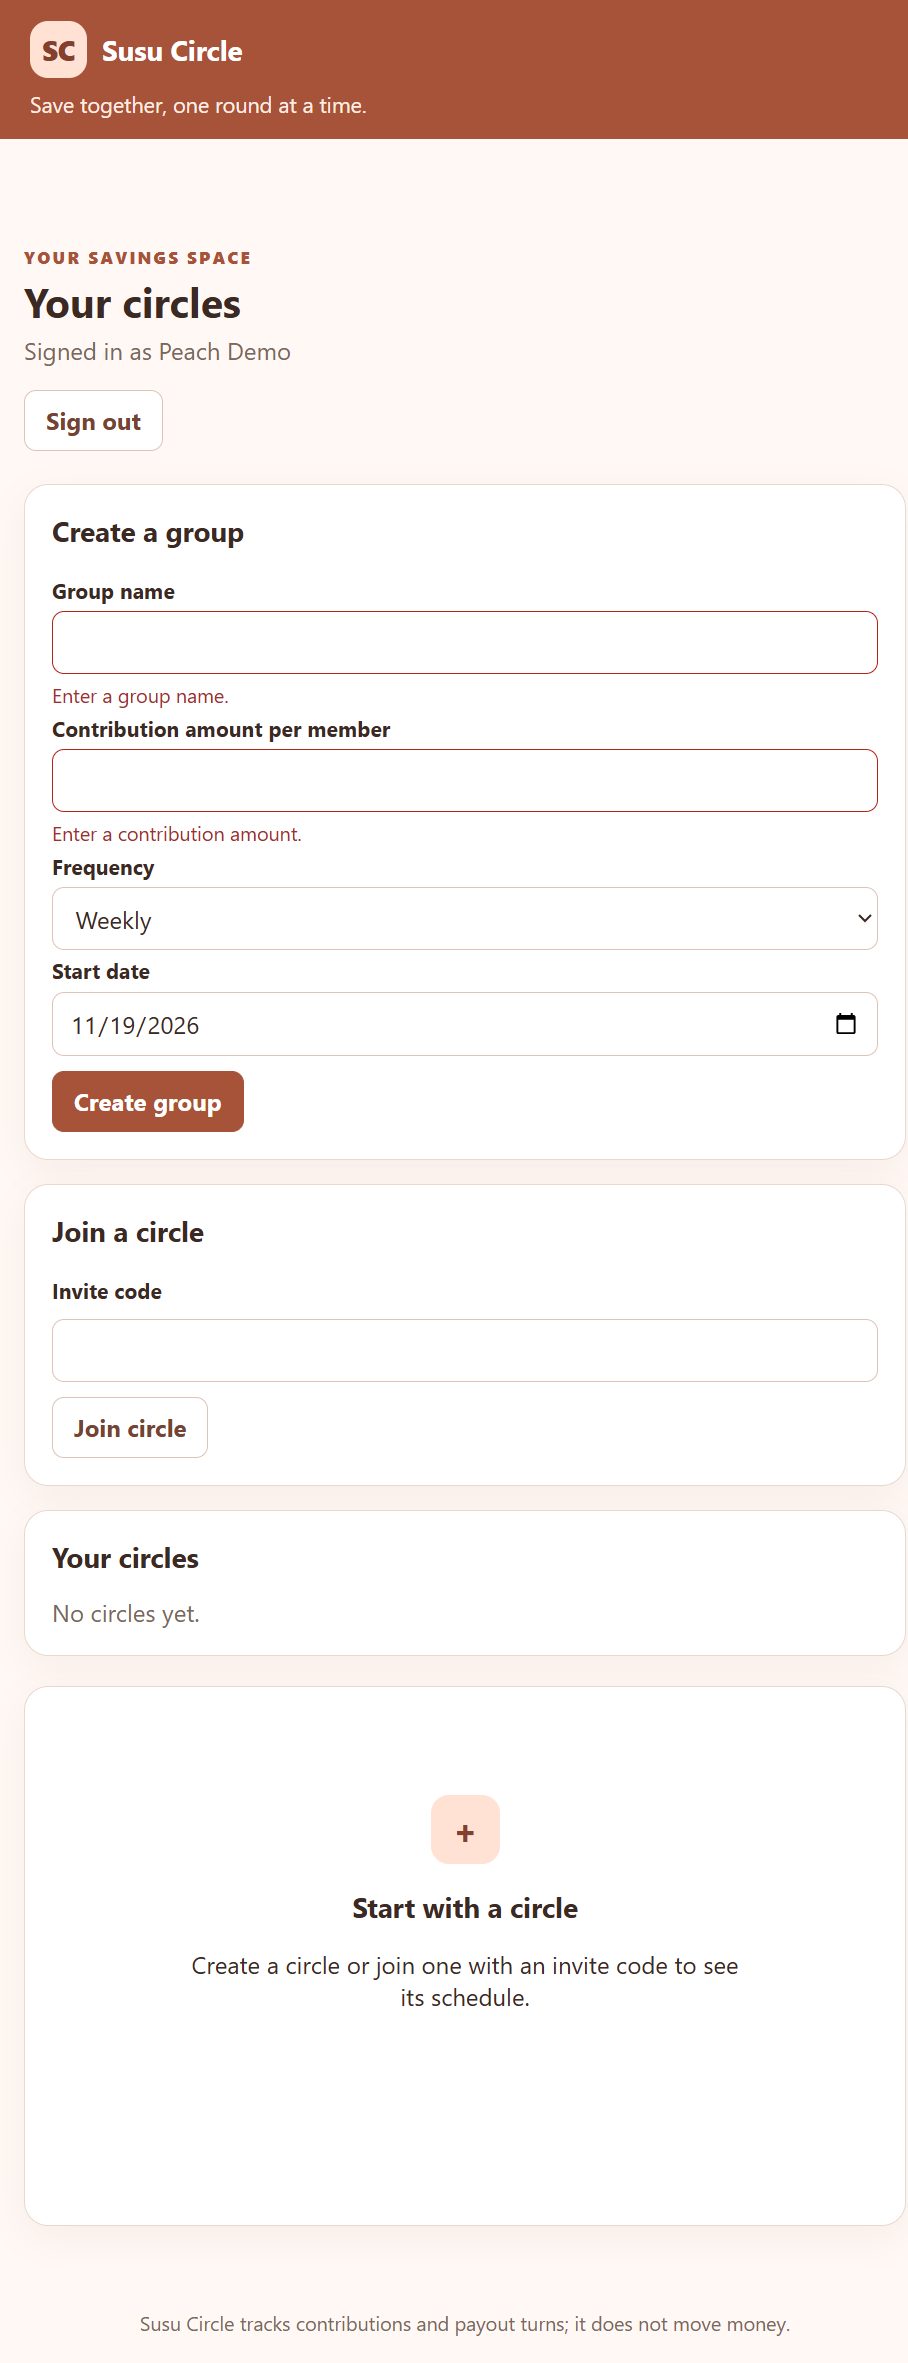 SC Susu Circle
Save together, one round at a time.
YOUR SAVINGS SPACE
Your circles
Signed in as Peach Demo
Sign out
Create a group
Group name
Enter a group name.
Contribution amount per member
Enter a contribution amount.
Frequency
Weekly
Start date
11/19/2026
Create group
Join a circle
Invite code
Join circle
Your circles
No circles yet.
+
Start with a circle
Create a circle or join one with an invite code to see
its schedule.
Susu Circle tracks contributions and payout turns; it does not move money.